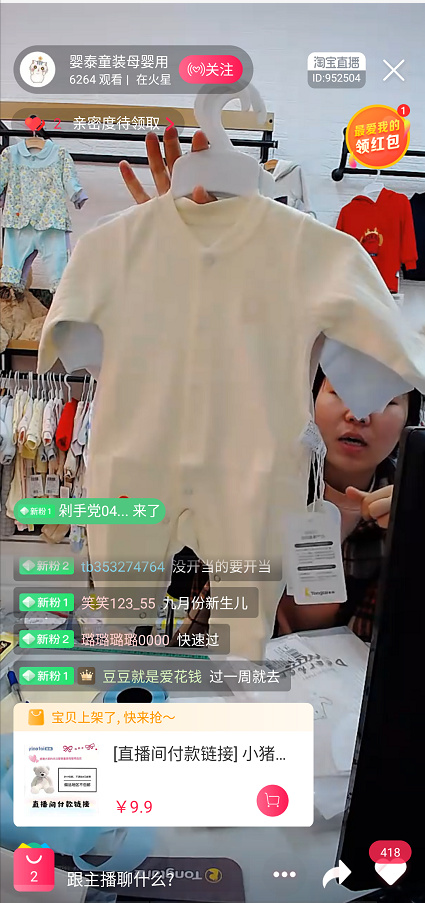 婴泰童装母婴用
6264 观看 | 在火星
关注
淘宝直播
ID:952504
2 亲密度待领取
1
最爱我的
领红包
新粉 1 剁手党04... 来了
新粉 2 tb353274764 没开当的要开当
新粉 1 笑笑123_55 九月份新生儿
新粉 2 璐璐璐璐0000 快速过
新粉 1 豆豆就是爱花钱 过一周就去
宝贝上架了, 快来抢～
[直播间付款链接] 小猪...
直播间付款链接
￥9.9
Tongtai
2
跟主播聊什么?
418